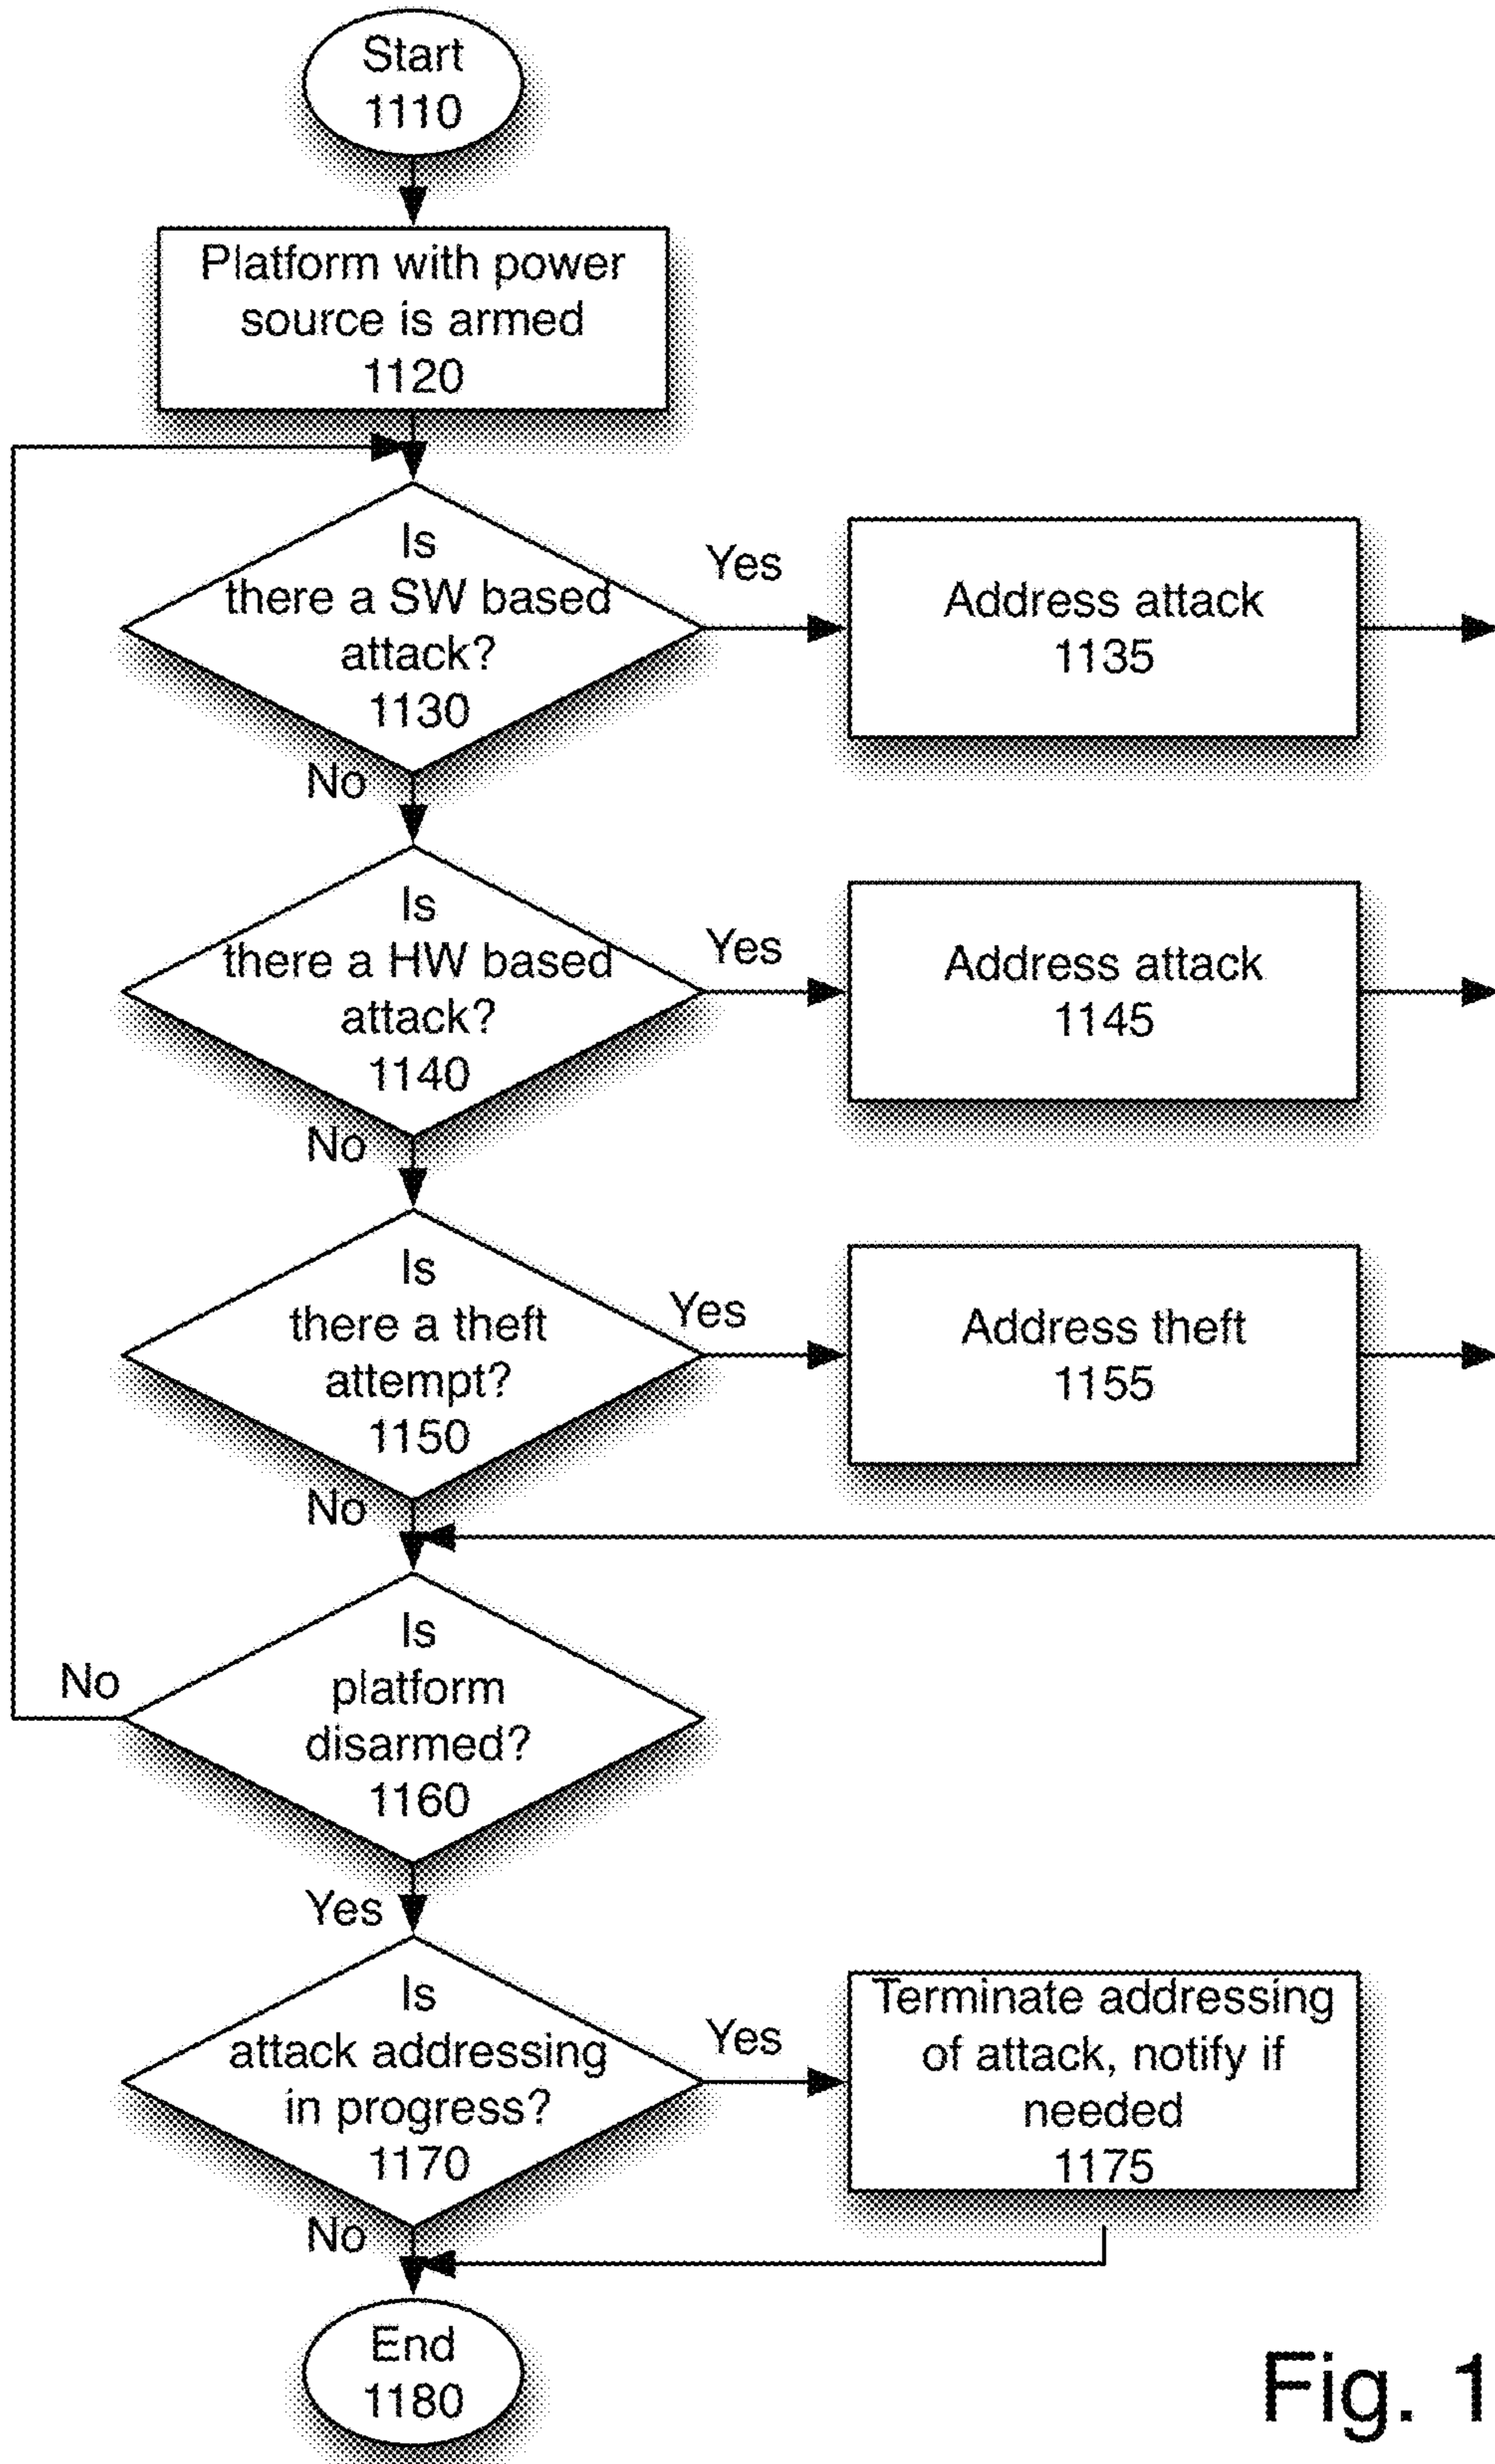 Start
1110
Platform with power
source is armed
1120
Is
there a SW based
attack?
1130
Yes
Address attack
1135
No
Is
there a HW based
attack?
1140
Yes
Address attack
1145
No
Is
there a theft
attempt?
1150
Yes
Address theft
1155
No
Is
platform
disarmed?
1160
No
Yes
Is
attack addressing
in progress?
1170
Yes
Terminate addressing
of attack, notify if
needed
1175
No
End
1180
Fig. 1